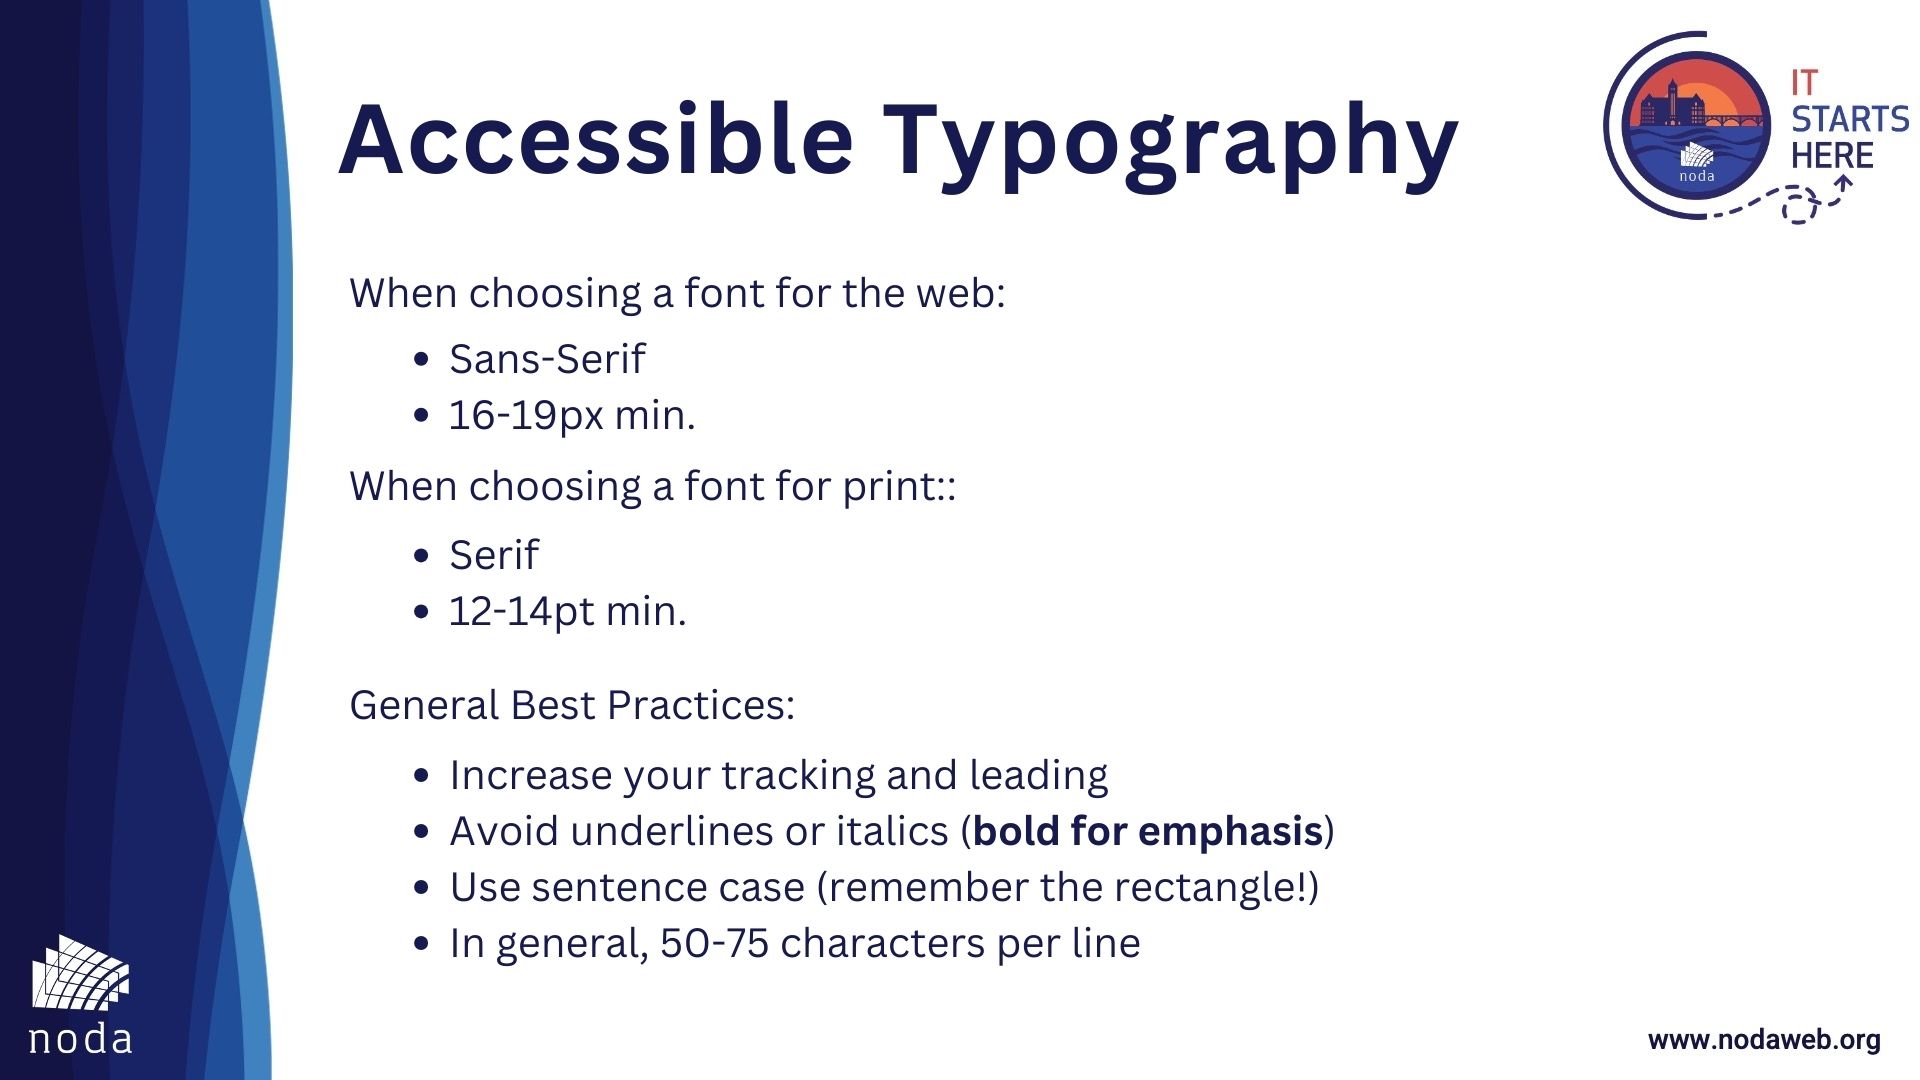 Accessible Typography
IT
STARTS
HERE
noda
When choosing a font for the web:
• Sans-Serif
• 16-19px min.
When choosing a font for print::
• Serif
• 12-14pt min.
General Best Practices:
• Increase your tracking and leading
• Avoid underlines or italics (bold for emphasis)
• Use sentence case (remember the rectangle!)
• In general, 50-75 characters per line
noda
www.nodaweb.org